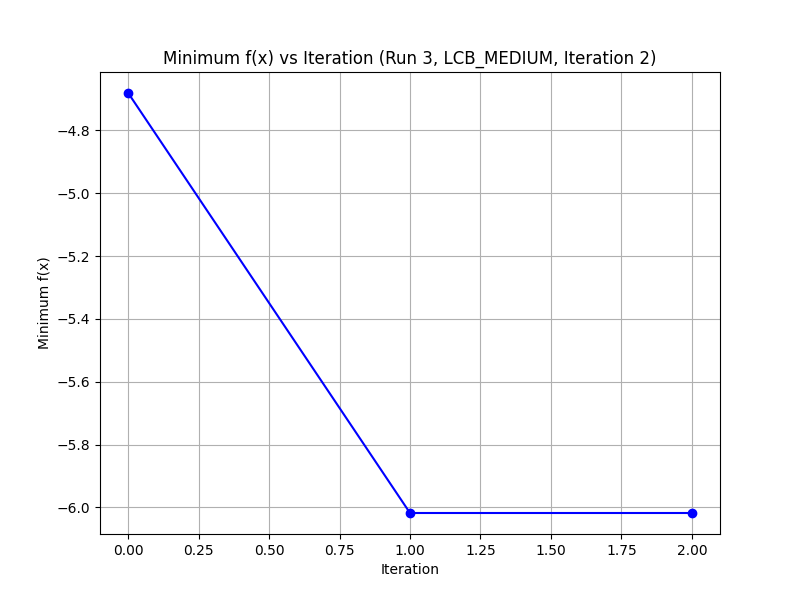 Minimum f(x) vs Iteration (Run 3, LCB_MEDIUM, Iteration 2)
Minimum f(x)
−4.8
−5.0
−5.2
−5.4
−5.6
−5.8
−6.0
0.00 0.25 0.50 0.75 1.00 1.25 1.50 1.75 2.00
Iteration